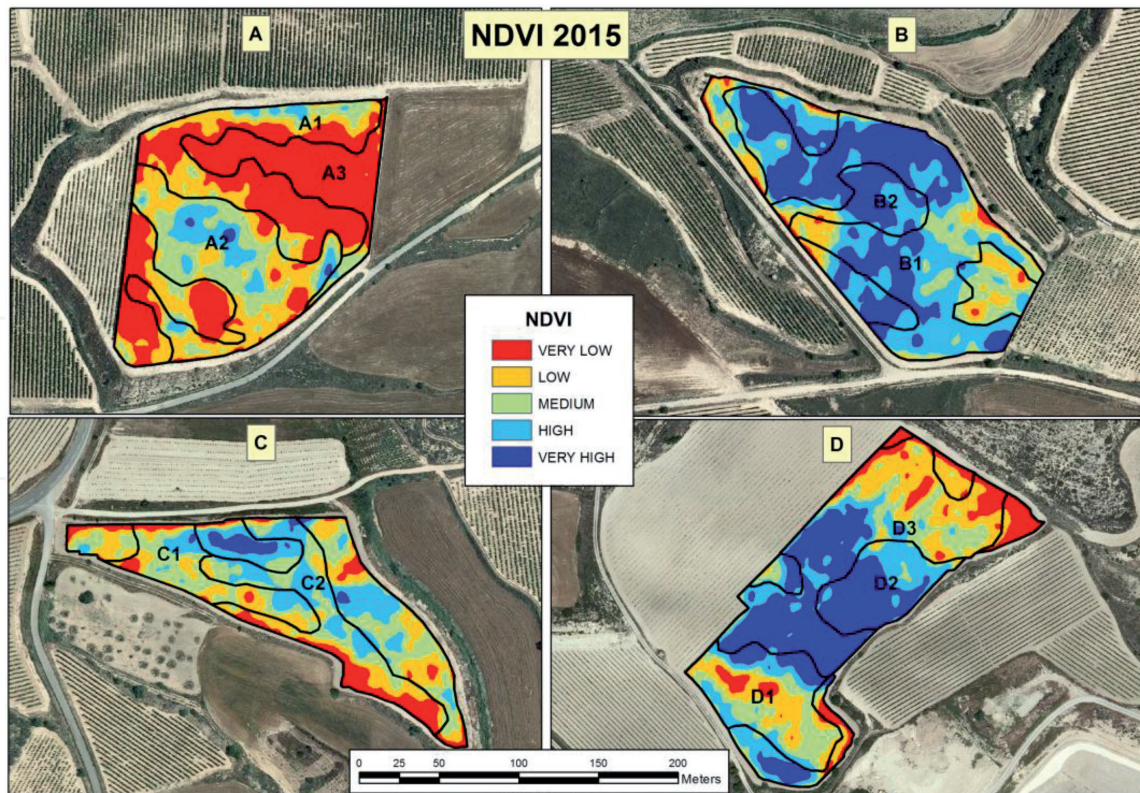 NDVI 2015
A
A1
A3
A2
B
B2
B1
NDVI
VERY LOW
LOW
MEDIUM
HIGH
VERY HIGH
C
C1
C2
D
D3
D2
D1
0 25 50 100 150 200
Meters